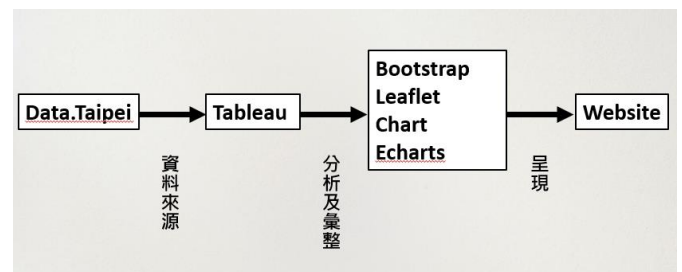 Data.Taipei
Tableau
Bootstrap
Leaflet
Chart
Echarts
Website
資料來源
分析及彙整
呈現